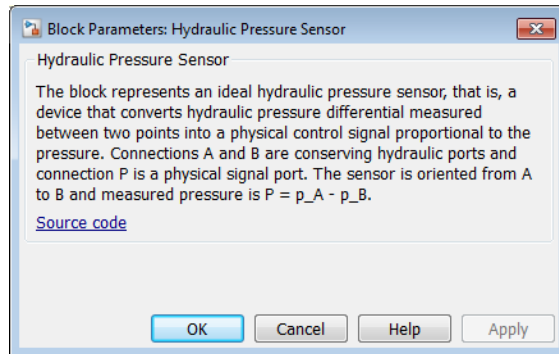 Block Parameters: Hydraulic Pressure Sensor
Hydraulic Pressure Sensor
The block represents an ideal hydraulic pressure sensor, that is, a
device that converts hydraulic pressure differential measured
between two points into a physical control signal proportional to the
pressure. Connections A and B are conserving hydraulic ports and
connection P is a physical signal port. The sensor is oriented from A
to B and measured pressure is P = p_A - p_B.
Source code
OK Cancel Help Apply